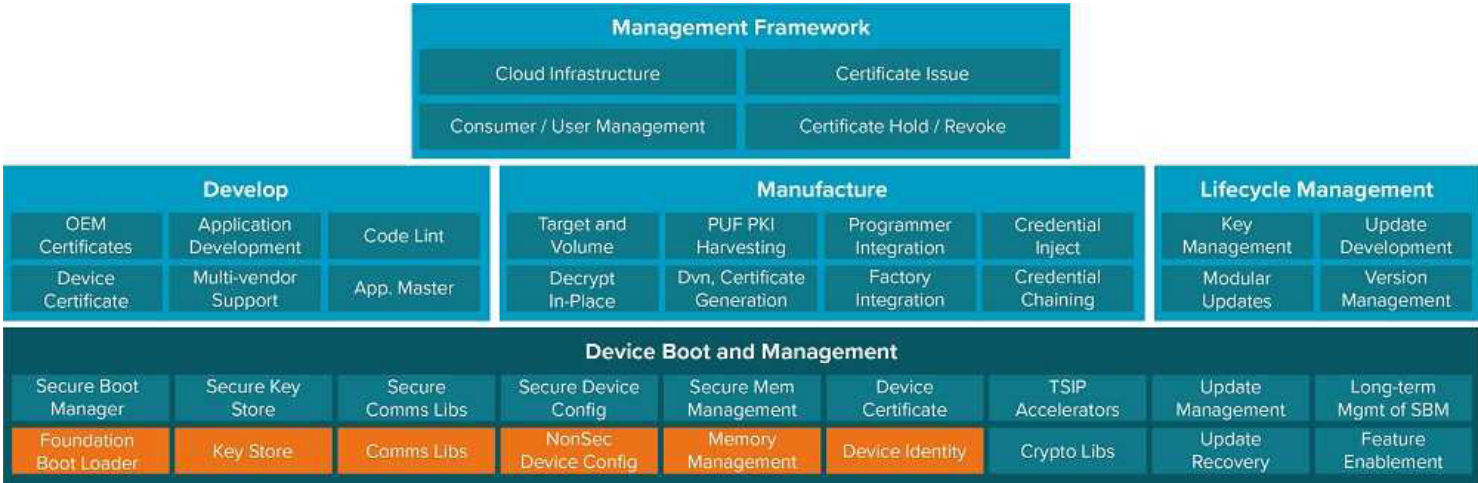 Management Framework
Cloud Infrastructure
Certificate Issue
Consumer / User Management
Certificate Hold / Revoke
Develop
OEM
Certificates
Application
Development
Code Lint
Device
Certificate
Multi-vendor
Support
App. Master
Manufacture
Target and
Volume
PUF PKI
Harvesting
Programmer
Integration
Credential
Inject
Decrypt
In-Place
Dvn, Certificate
Generation
Factory
Integration
Credential
Chaining
Lifecycle Management
Key
Management
Update
Development
Modular
Updates
Version
Management
Device Boot and Management
Secure Boot
Manager
Secure Key
Store
Secure
Comms Libs
Secure Device
Config
Secure Mem
Management
Device
Certificate
TSIP
Accelerators
Update
Management
Long-term
Mgmt of SBM
Foundation
Boot Loader
Key Store
Comms Libs
NonSec
Device Config
Memory
Management
Device Identity
Crypto Libs
Update
Recovery
Feature
Enablement